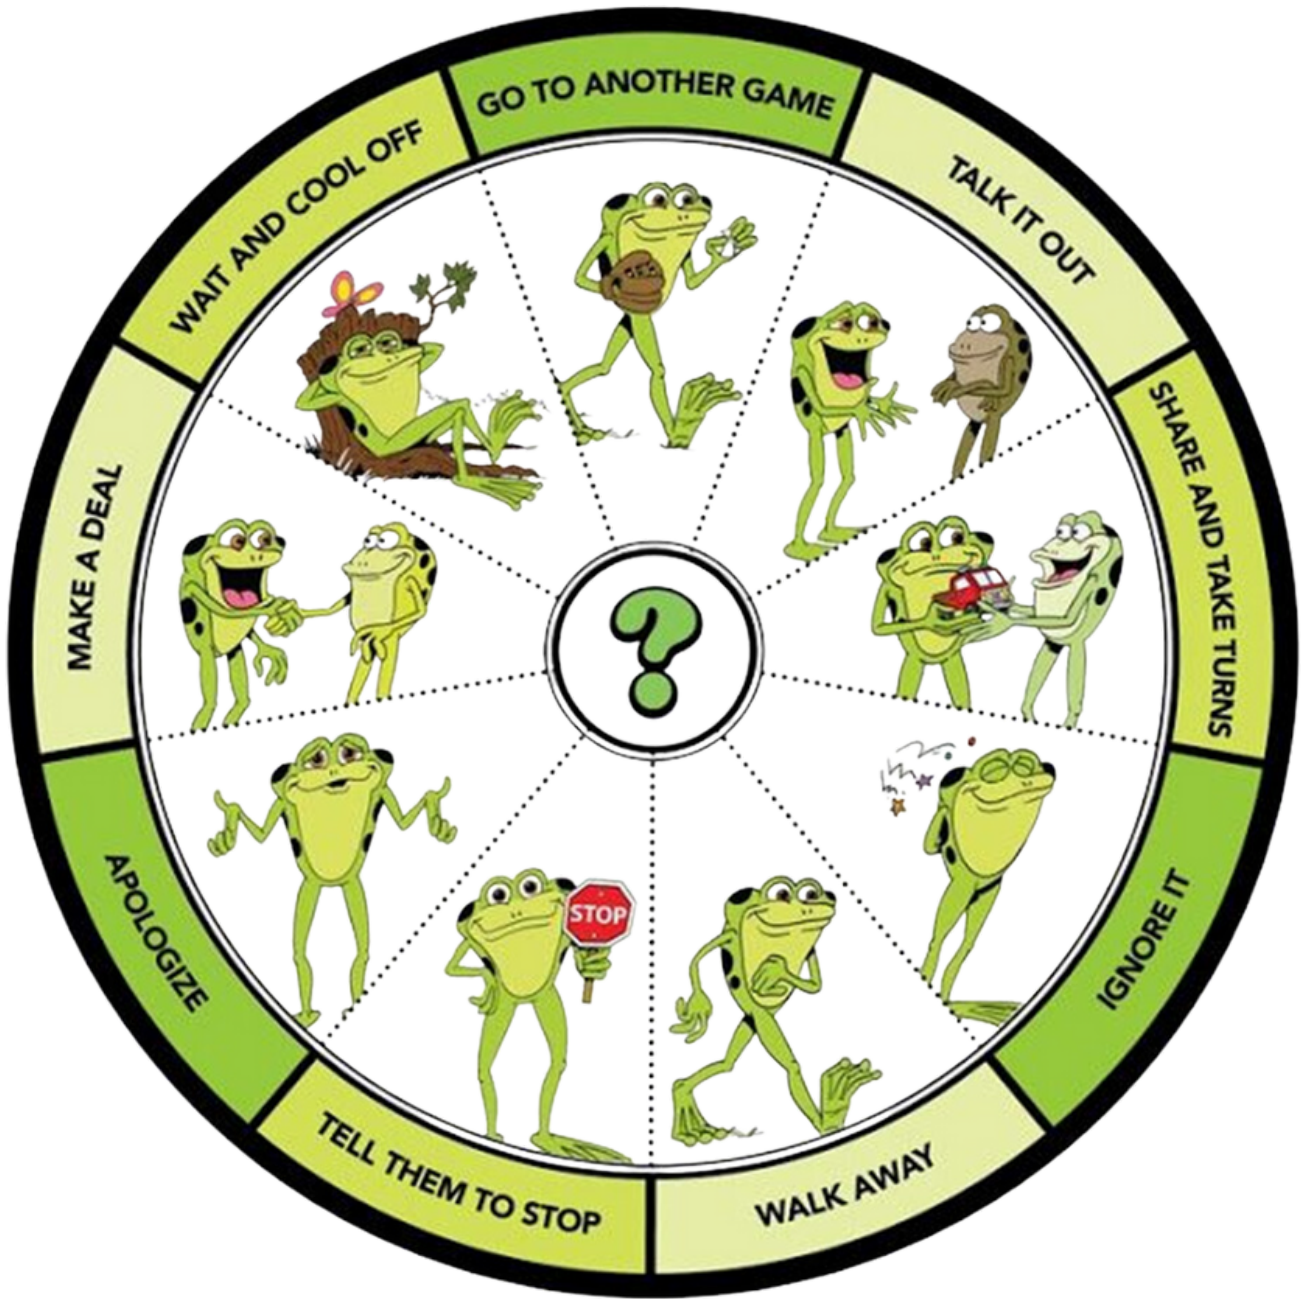 GO TO ANOTHER GAME
TALK IT OUT
SHARE AND TAKE TURNS
IGNORE IT
WALK AWAY
TELL THEM TO STOP
APOLOGIZE
MAKE A DEAL
WAIT AND COOL OFF
STOP
?